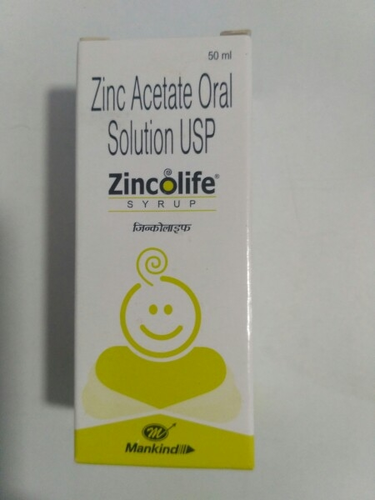 50 ml
Zinc Acetate Oral
Solution USP
Zincolife®
SYRUP
जिन्कोलाइफ
m
Mankind